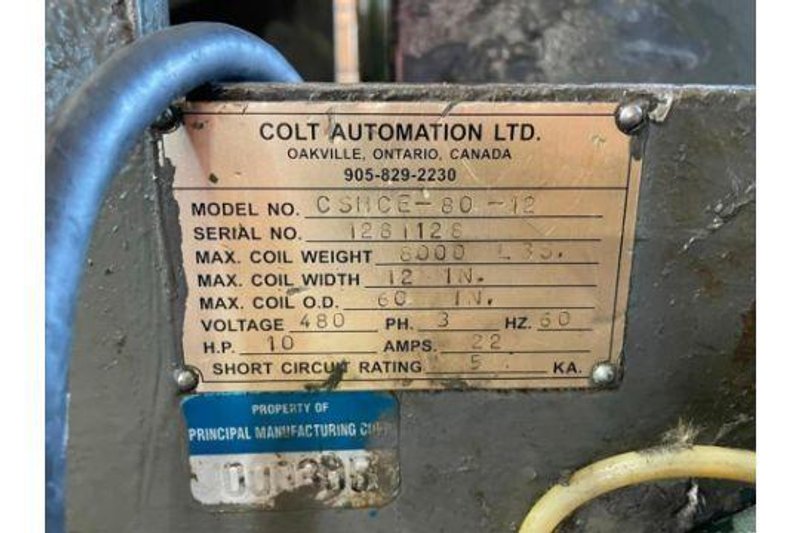 COLT AUTOMATION LTD.
OAKVILLE, ONTARIO, CANADA
905-829-2230
MODEL NO. CSHCE-80-12
SERIAL NO. 1281128
MAX. COIL WEIGHT 8000 LBS.
MAX. COIL WIDTH 12 IN.
MAX. COIL O.D. 60 IN.
VOLTAGE 480 PH. 3 HZ. 60
H.P. 10 AMPS. 22
SHORT CIRCUIT RATING 5 KA.
PROPERTY OF
PRINCIPAL MANUFACTURING